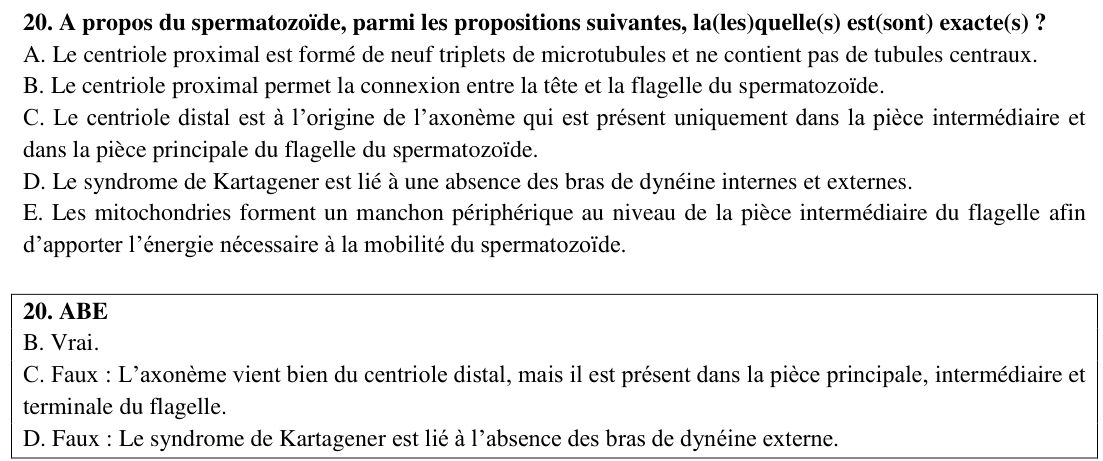 20. A propos du spermatozoïde, parmi les propositions suivantes, la(les)quelle(s) est(sont) exacte(s) ?
A. Le centriole proximal est formé de neuf triplets de microtubules et ne contient pas de tubules centraux.
B. Le centriole proximal permet la connexion entre la tête et la flagelle du spermatozoïde.
C. Le centriole distal est à l'origine de l'axonème qui est présent uniquement dans la pièce intermédiaire et
dans la pièce principale du flagelle du spermatozoïde.
D. Le syndrome de Kartagener est lié à une absence des bras de dynéine internes et externes.
E. Les mitochondries forment un manchon périphérique au niveau de la pièce intermédiaire du flagelle afin
d'apporter l'énergie nécessaire à la mobilité du spermatozoïde.
20. ABE
B. Vrai.
C. Faux : L'axonème vient bien du centriole distal, mais il est présent dans la pièce principale, intermédiaire et
terminale du flagelle.
D. Faux : Le syndrome de Kartagener est lié à l'absence des bras de dynéine externe.